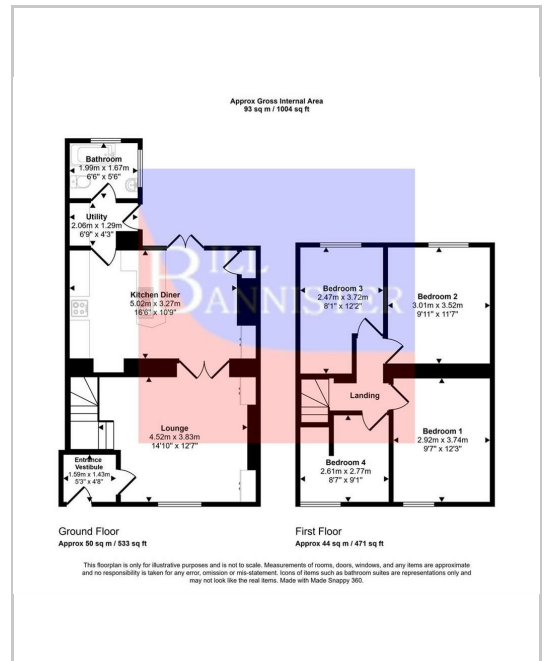 Approx Gross Internal Area
93 sq m / 1004 sq ft
Bathroom
1.99m x 1.67m
6'6" x 5'6"
Utility
2.06m x 1.29m
6'9" x 4'3"
BILL
BANNISTER
Kitchen Diner
5.02m x 3.27m
16'6" x 10'9"
Lounge
4.52m x 3.83m
14'10" x 12'7"
Entrance
Vestibule
1.59m x 1.43m
5'3" x 4'8"
Bedroom 3
2.47m x 3.72m
8'1" x 12'2"
Bedroom 2
3.01m x 3.52m
9'11" x 11'7"
Landing
Bedroom 1
2.92m x 3.74m
9'7" x 12'3"
Bedroom 4
2.61m x 2.77m
8'7" x 9'1"
Ground Floor
Approx 50 sq m / 533 sq ft
First Floor
Approx 44 sq m / 471 sq ft
This floorplan is only for illustrative purposes and is not to scale. Measurements of rooms, doors, windows, and any items are approximate
and no responsibility is taken for any error, omission or mis-statement. Icons of items such as bathroom suites are representations only and
may not look like the real items. Made with Made Snappy 360.